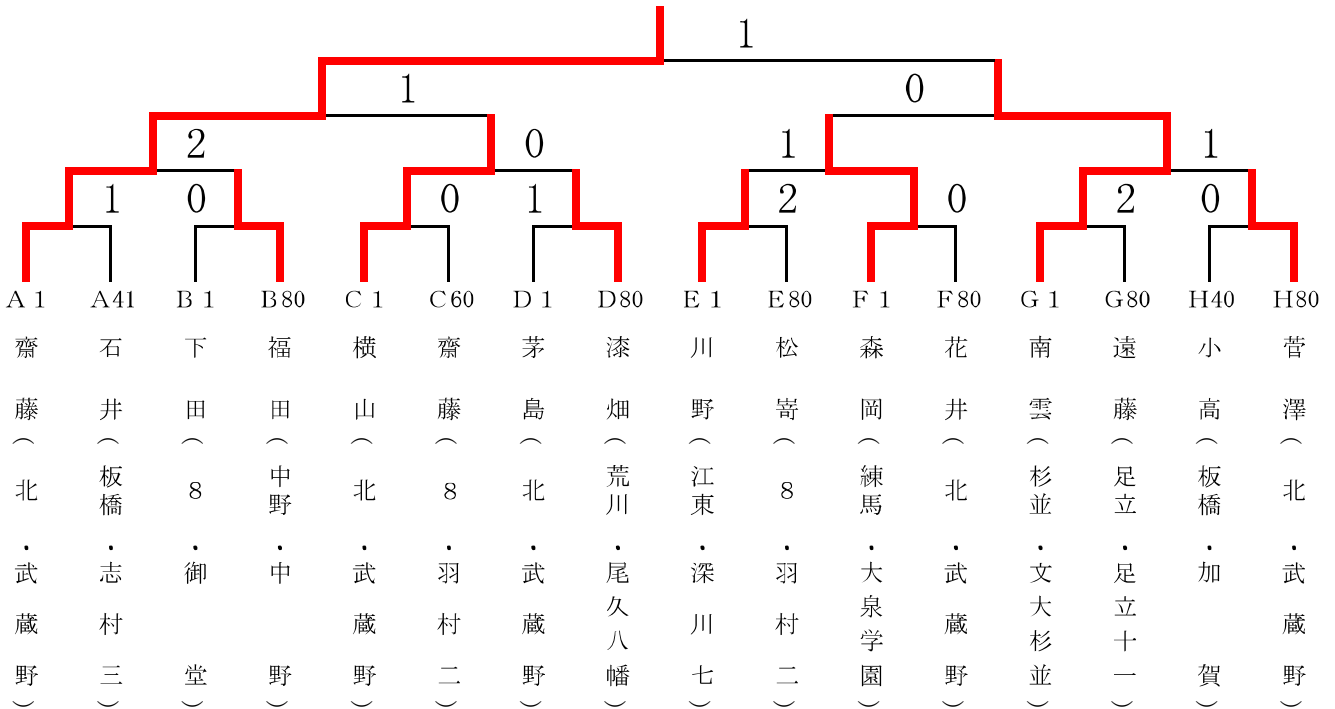 1
1 0
2 0 1 1
1 0 0 1 2 0 2 0
A 1 A41 B 1 B80 C 1 C60 D 1 D80 E 1 E80 F 1 F80 G 1 G80 H40 H80
齋藤(北・武蔵野)
石井(板橋・志村三)
下田(8・御堂)
福田(中野・中野)
横山(北・武蔵野)
齋藤(8・羽村二)
茅島(北・武蔵野)
漆畑(荒川・尾久八幡)
川野(江東・深川七)
松嵜(8・羽村二)
森岡(練馬・大泉学園)
花井(北・武蔵野)
南雲(杉並・文大杉並)
遠藤(足立・足立十一)
小高(板橋・加賀)
菅澤(北・武蔵野)